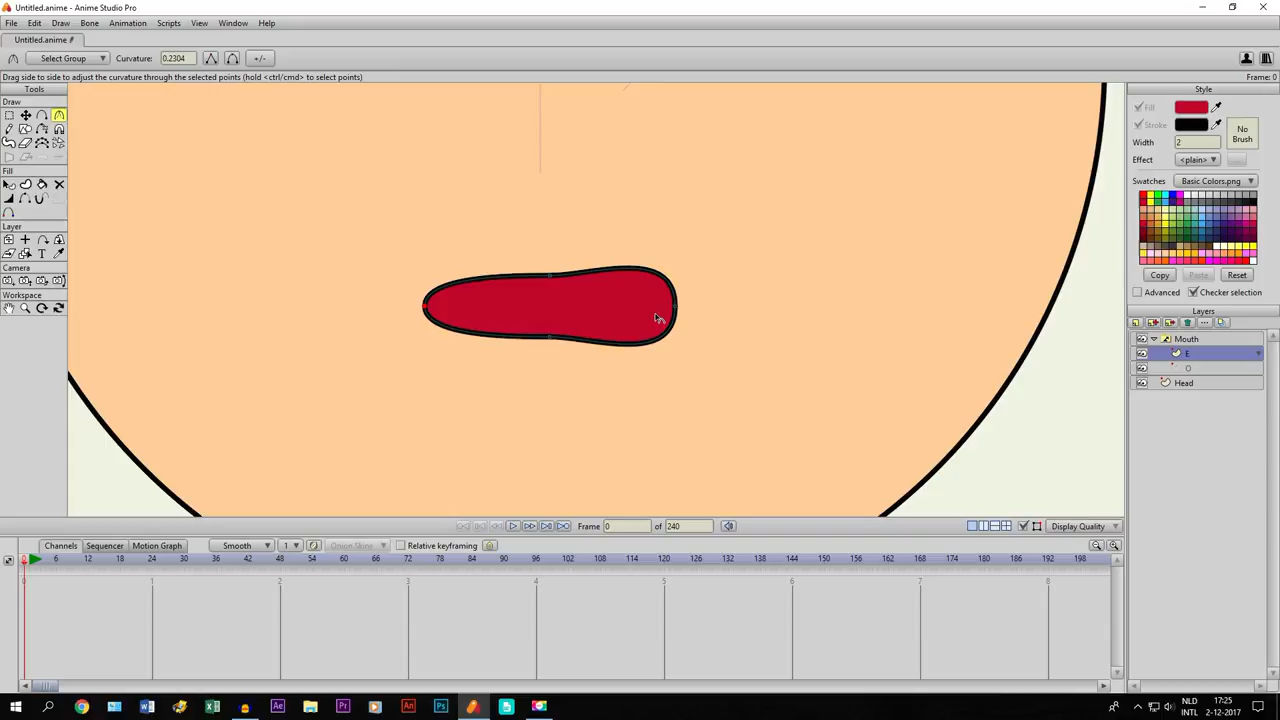 Untitled.anime - Anime Studio Pro
File Edit Draw Bone Animation Scripts View Window Help
Untitled.anime *
Select Group Curvature: 0.2304 +/-
Drag side to side to adjust the curvature through the selected points (hold <ctrl/cmd> to select points) Frame: 0
Tools
Draw
Fill
Layer
Camera
Workspace
Style
Fill
Stroke
No Brush
Width 2
Effect <plain> ...
Swatches Basic Colors.png
Copy Paste Reset
Advanced Checker selection
Layers
Mouth
E
O
Head
Frame 0 of 240 Display Quality
Channels Sequencer Motion Graph Smooth 1 Onion Skins Relative keyframing
0 6 12 18 24 30 36 42 48 54 60 66 72 78 84 90 96 102 108 114 120 126 132 138 144 150 156 162 168 174 180 186 192 198
0 1 2 3 4 5 6 7 8
NLD 17:25
INTL 2-12-2017